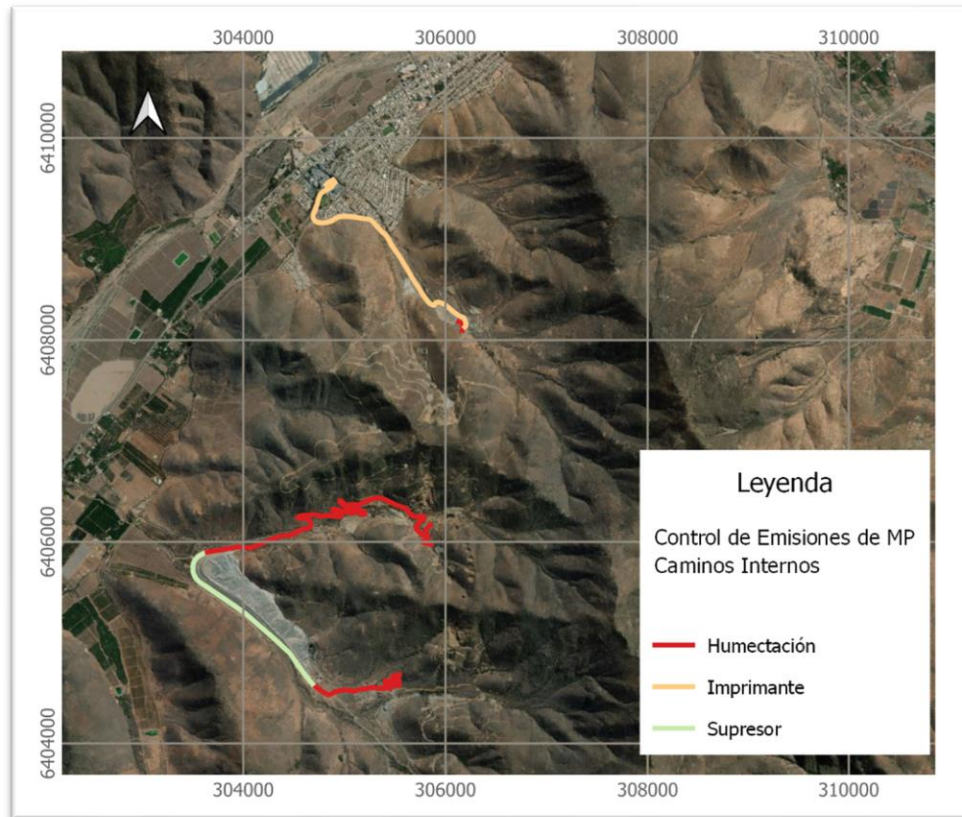 304000 306000 308000 310000
6410000
6408000
6406000
6404000
Leyenda
Control de Emisiones de MP
Caminos Internos
Humectación
Imprimante
Supresor
304000 306000 308000 310000